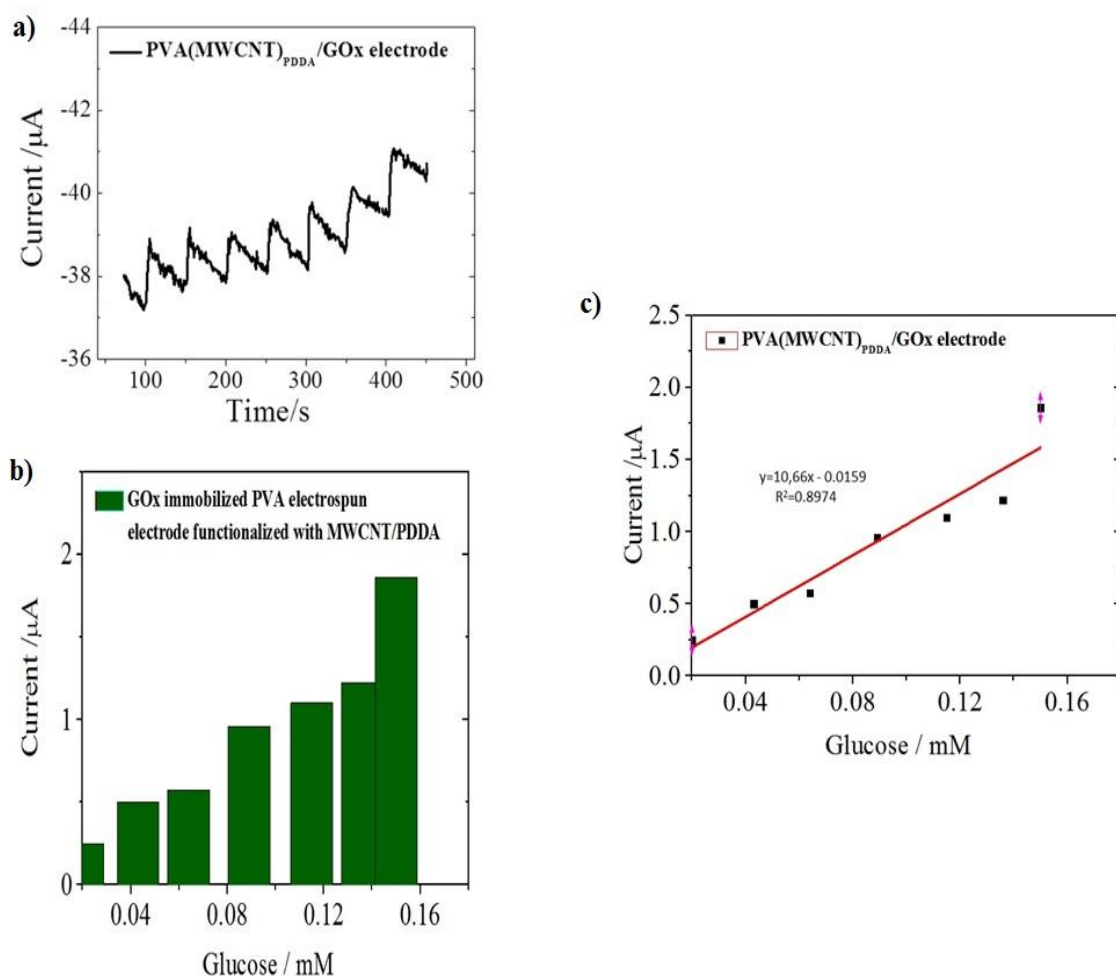 a)
-44
-42
-40
-38
-36
Current /µA
PVA(MWCNT)PDDA/GOx electrode
100 200 300 400 500
Time/s
b)
GOx immobilized PVA electrospun
electrode functionalized with MWCNT/PDDA
2
1
0
Current /µA
0.04 0.08 0.12 0.16
Glucose / mM
c)
2.5
2.0
1.5
1.0
0.5
0.0
Current /µA
PVA(MWCNT)PDDA/GOx electrode
y=10,66x - 0.0159
R²=0.8974
0.04 0.08 0.12 0.16
Glucose / mM